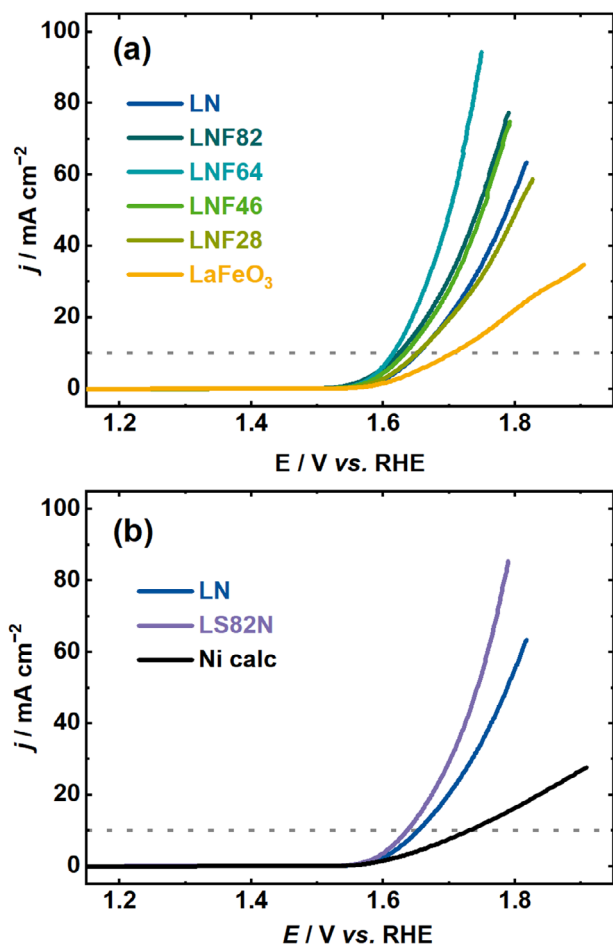 100
(a)
80
LN
LNF82
LNF64
60
LNF46
LNF28
40
LaFeO₃
20
0
j / mA cm⁻²
1.2 1.4 1.6 1.8
E / V vs. RHE
100
(b)
80
LN
LS82N
60
Ni calc
40
20
0
j / mA cm⁻²
1.2 1.4 1.6 1.8
E / V vs. RHE